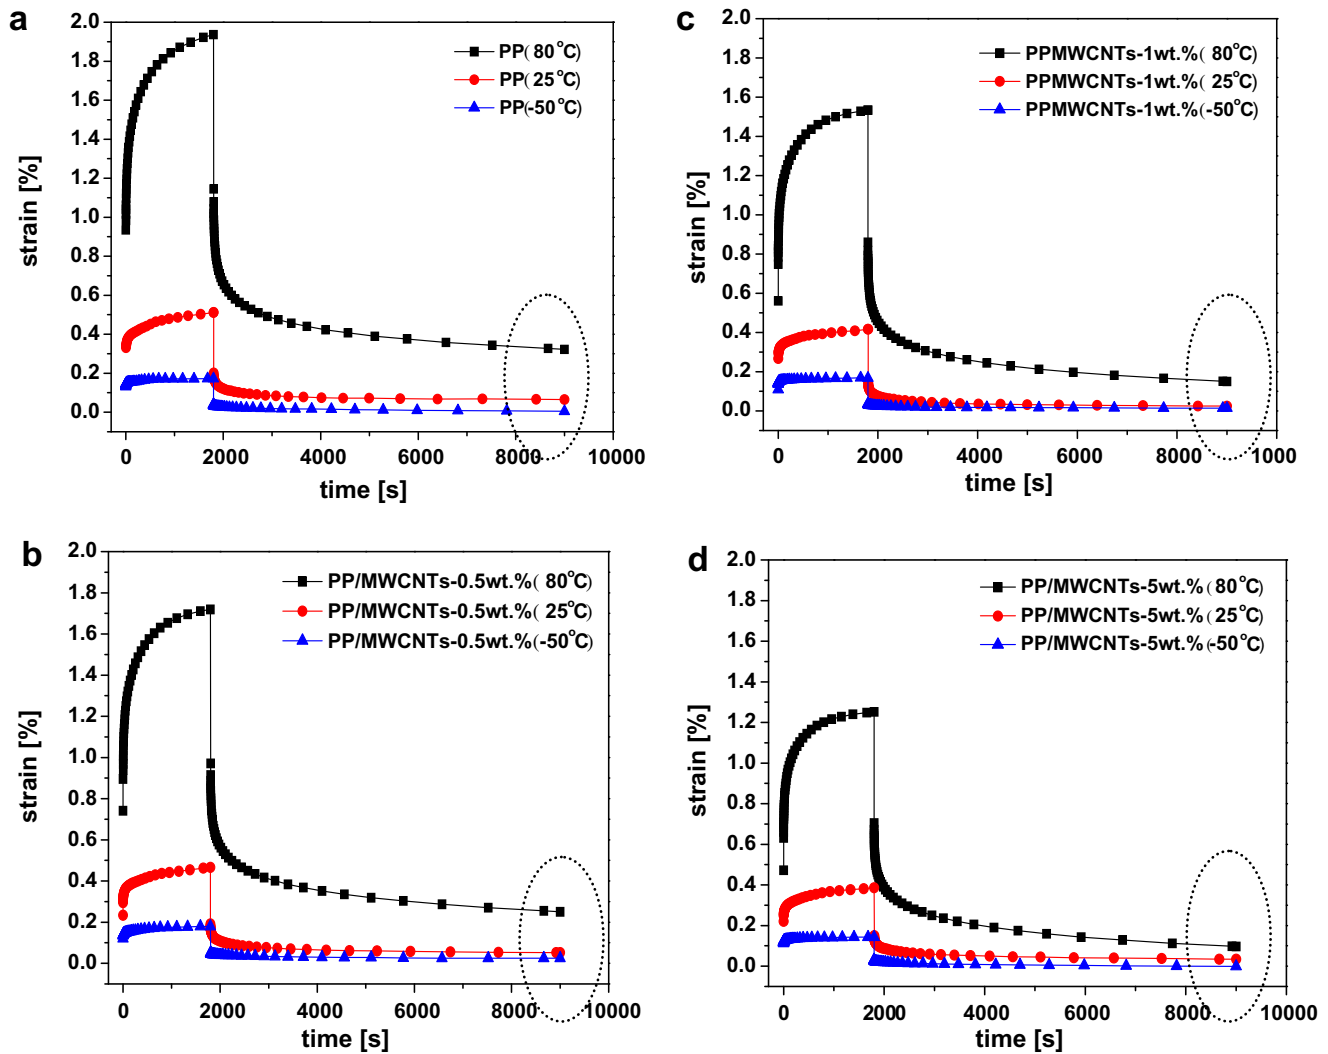 a
2.0
1.8
1.6
1.4
1.2
1.0
0.8
0.6
0.4
0.2
0.0
strain [%]
PP( 80°C)
PP( 25°C)
PP(-50°C)
0 2000 4000 6000 8000 10000
time [s]
c
2.0
1.8
1.6
1.4
1.2
1.0
0.8
0.6
0.4
0.2
0.0
strain [%]
PPMWCNTs-1wt.%( 80°C)
PPMWCNTs-1wt.%( 25°C)
PPMWCNTs-1wt.%(-50°C)
0 2000 4000 6000 8000 1000
time [s]
b
2.0
1.8
1.6
1.4
1.2
1.0
0.8
0.6
0.4
0.2
0.0
strain [%]
PP/MWCNTs-0.5wt.%( 80°C)
PP/MWCNTs-0.5wt.%( 25°C)
PP/MWCNTs-0.5wt.%(-50°C)
0 2000 4000 6000 8000 10000
time [s]
d
2.0
1.8
1.6
1.4
1.2
1.0
0.8
0.6
0.4
0.2
0.0
strain [%]
PP/MWCNTs-5wt.%( 80°C)
PP/MWCNTs-5wt.%( 25°C)
PP/MWCNTs-5wt.%(-50°C)
0 2000 4000 6000 8000 10000
time [s]